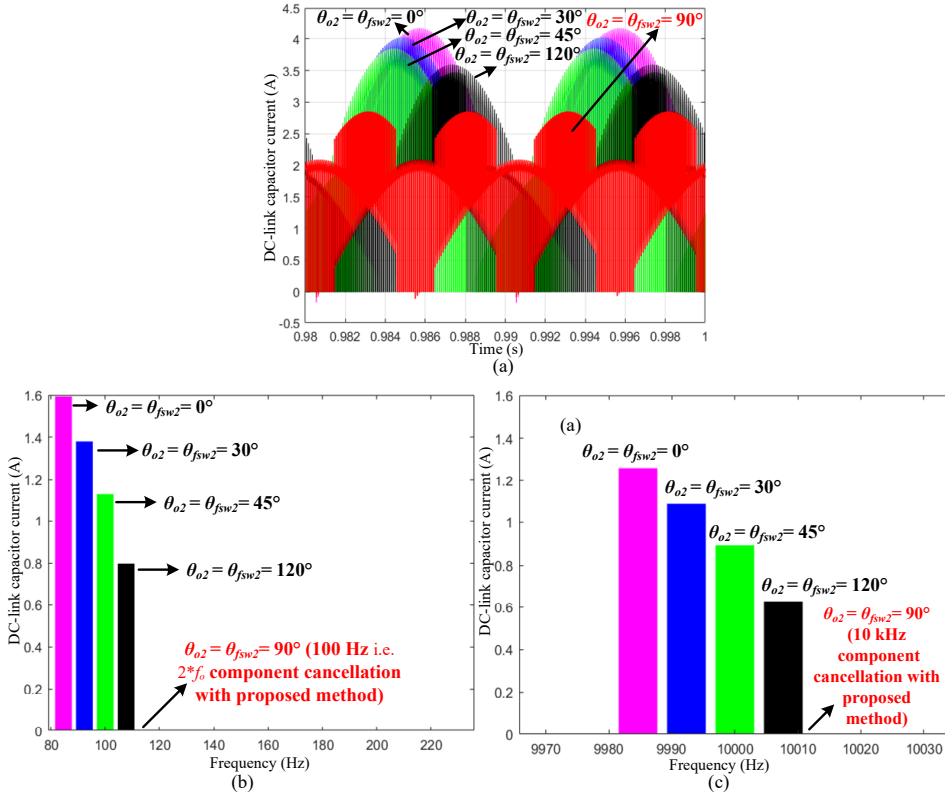 θo2 = θfsw2= 0°
θo2 = θfsw2= 30°
θo2 = θfsw2= 90°
θo2 = θfsw2= 45°
θo2 = θfsw2= 120°
DC-link capacitor current (A)
4.5
4
3.5
3
2.5
2
1.5
1
0.5
0
-0.5
0.98 0.982 0.984 0.986 0.988 0.99 0.992 0.994 0.996 0.998 1
Time (s)
(a)
DC-link capacitor current (A)
1.6
1.4
1.2
1
0.8
0.6
0.4
0.2
0
θo2 = θfsw2= 0°
θo2 = θfsw2= 30°
θo2 = θfsw2= 45°
θo2 = θfsw2= 120°
θo2 = θfsw2= 90° (100 Hz i.e.
2*fo component cancellation
with proposed method)
80 100 120 140 160 180 200 220
Frequency (Hz)
(b)
DC-link capacitor current (A)
1.6
1.4
1.2
1
0.8
0.6
0.4
0.2
0
(a)
θo2 = θfsw2= 0°
θo2 = θfsw2= 30°
θo2 = θfsw2= 45°
θo2 = θfsw2= 120°
θo2 = θfsw2= 90°
(10 kHz
component
cancellation with
proposed
method)
9970 9980 9990 10000 10010 10020 10030
Frequency (Hz)
(c)